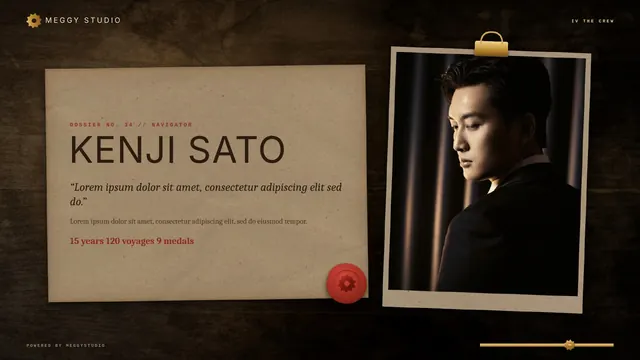 MEGGY STUDIO
IV THE CREW
DOSSIER NO. 04 // NAVIGATOR
KENJI SATO
“Lorem ipsum dolor sit amet, consectetur adipiscing elit sed
do.”
Lorem ipsum dolor sit amet, consectetur adipiscing elit, sed do eiusmod tempor.
15 years 120 voyages 9 medals
POWERED BY MEGGYSTUDIO